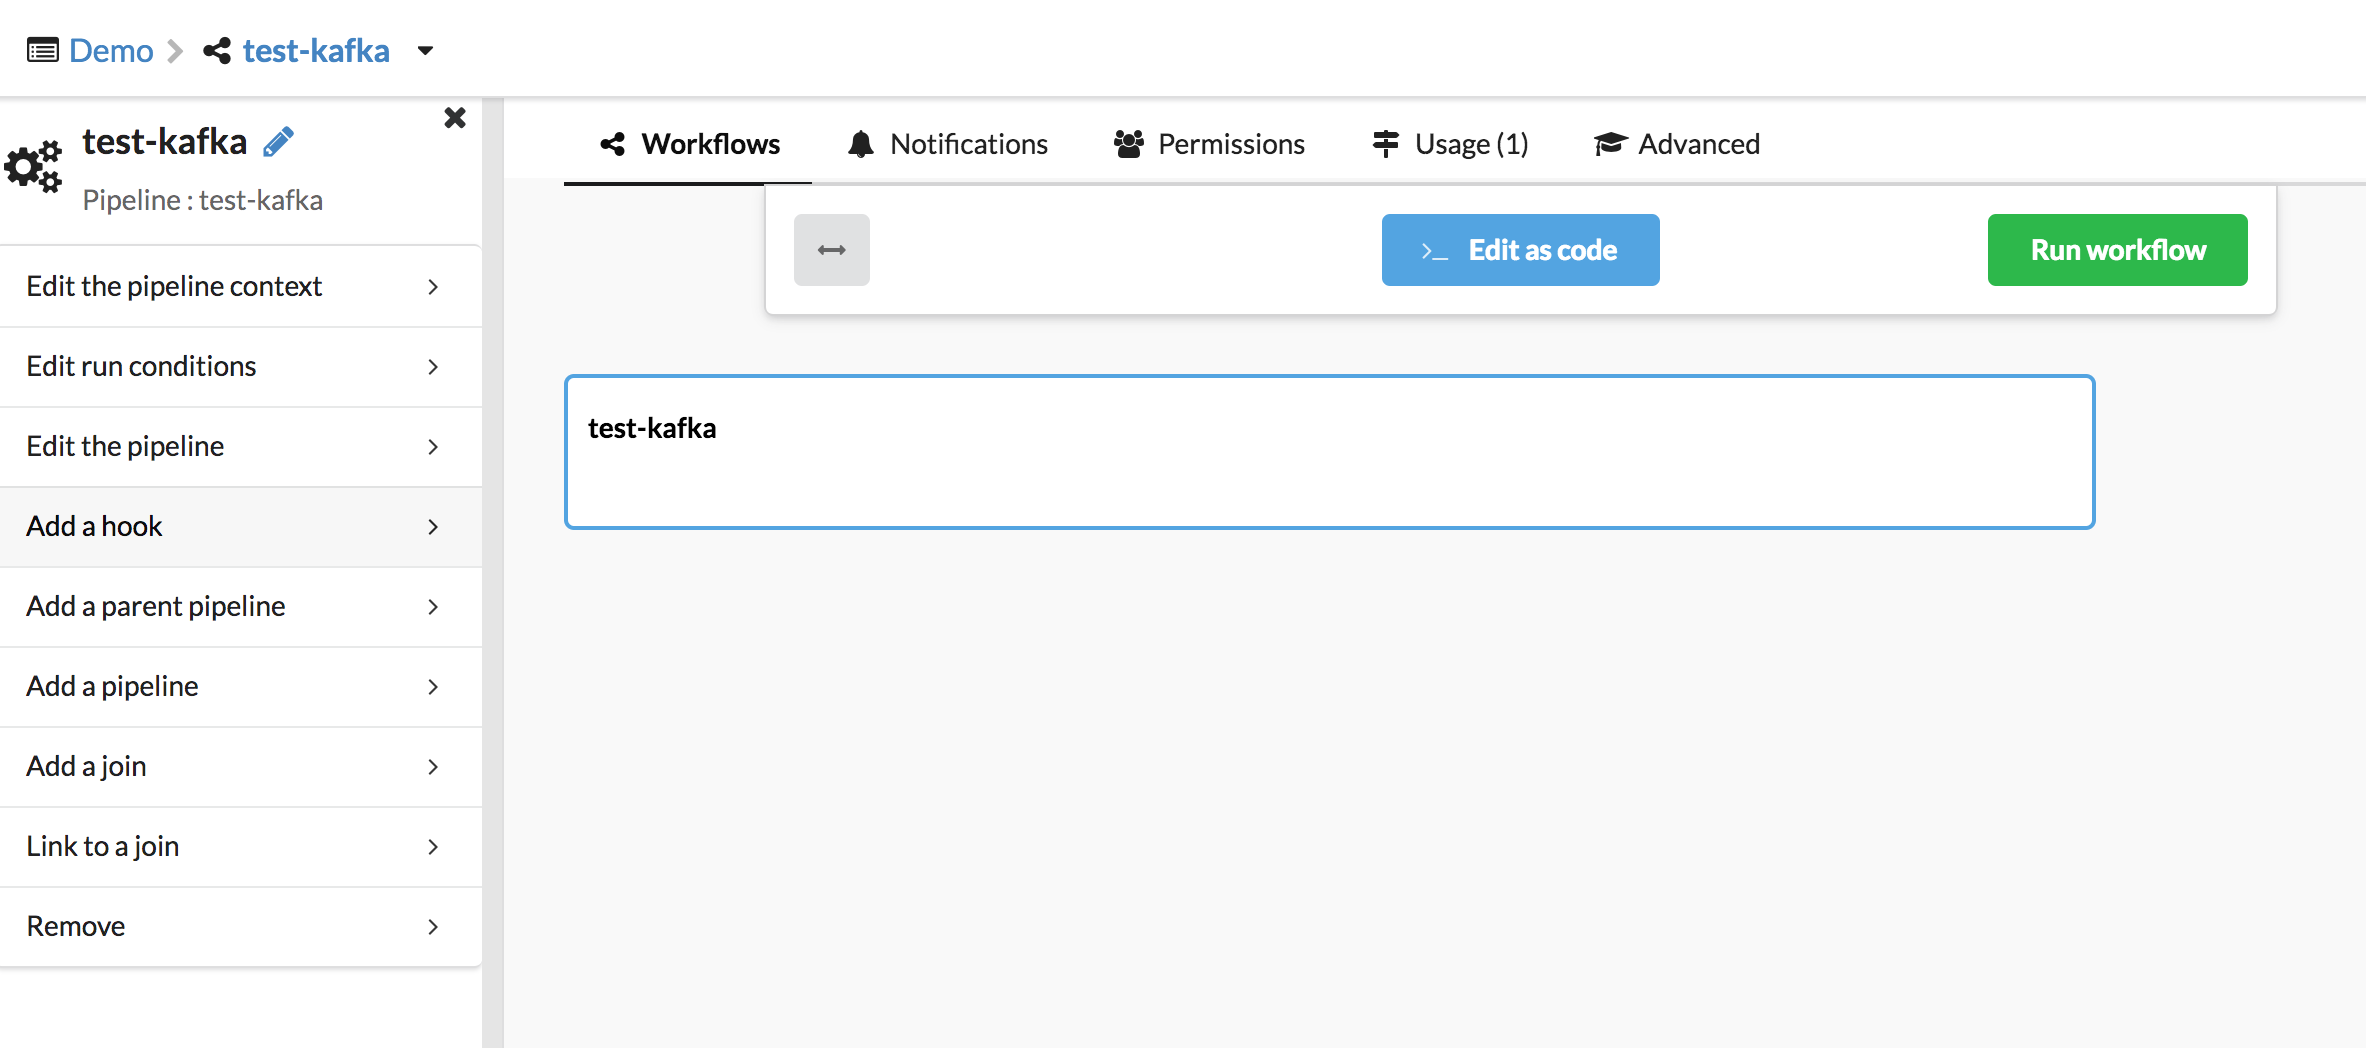 Demo test-kafka
test-kafka
Pipeline : test-kafka
Edit the pipeline context
Edit run conditions
Edit the pipeline
Add a hook
Add a parent pipeline
Add a pipeline
Add a join
Link to a join
Remove
Workflows Notifications Permissions Usage (1) Advanced
>_ Edit as code Run workflow
test-kafka